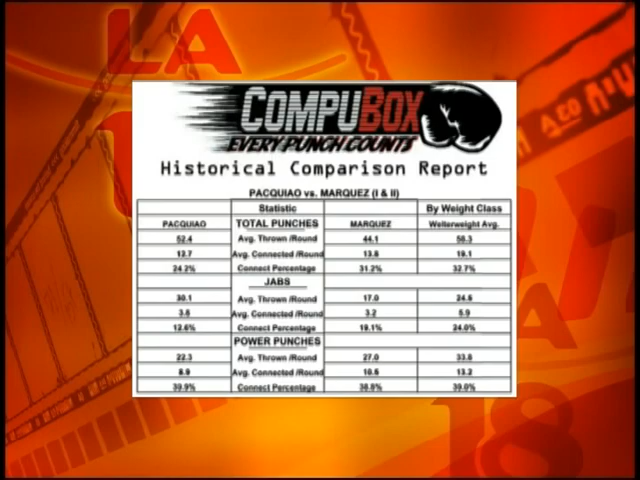 LA
COMPUBOX
EVERY PUNCH COUNTS
Historical Comparison Report
PACQUIAO vs. MARQUEZ (I & II)
Statistic By Weight Class
PACQUIAO TOTAL PUNCHES MARQUEZ Welterweight Avg.
52.4 Avg. Thrown /Round 44.1 58.3
12.7 Avg. Connected /Round 13.8 19.1
24.2% Connect Percentage 31.2% 32.7%
JABS
30.1 Avg. Thrown /Round 17.0 24.6
3.8 Avg. Connected /Round 3.2 5.9
12.6% Connect Percentage 19.1% 24.0%
POWER PUNCHES
22.3 Avg. Thrown /Round 27.0 33.8
8.9 Avg. Connected /Round 10.6 13.2
39.9% Connect Percentage 38.8% 39.0%
18